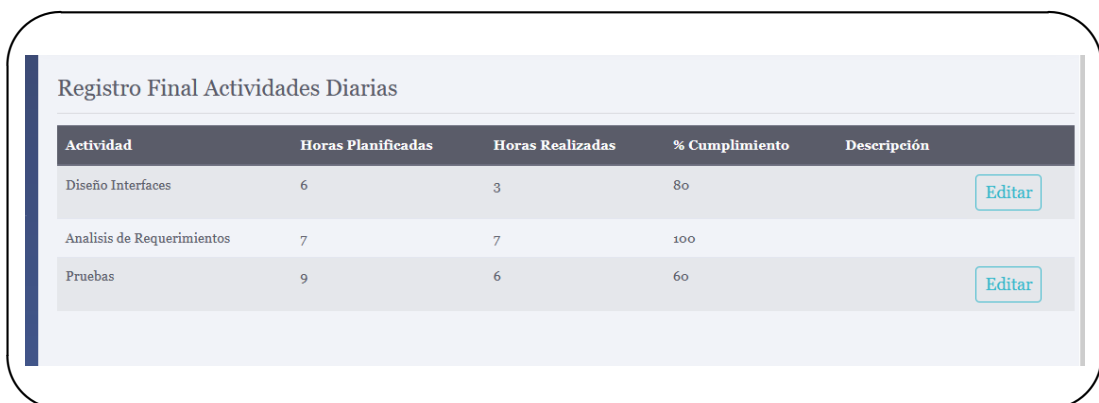 Registro Final Actividades Diarias
Actividad Horas Planificadas Horas Realizadas % Cumplimiento Descripción
Diseño Interfaces 6 3 80 Editar
Analisis de Requerimientos 7 7 100
Pruebas 9 6 60 Editar